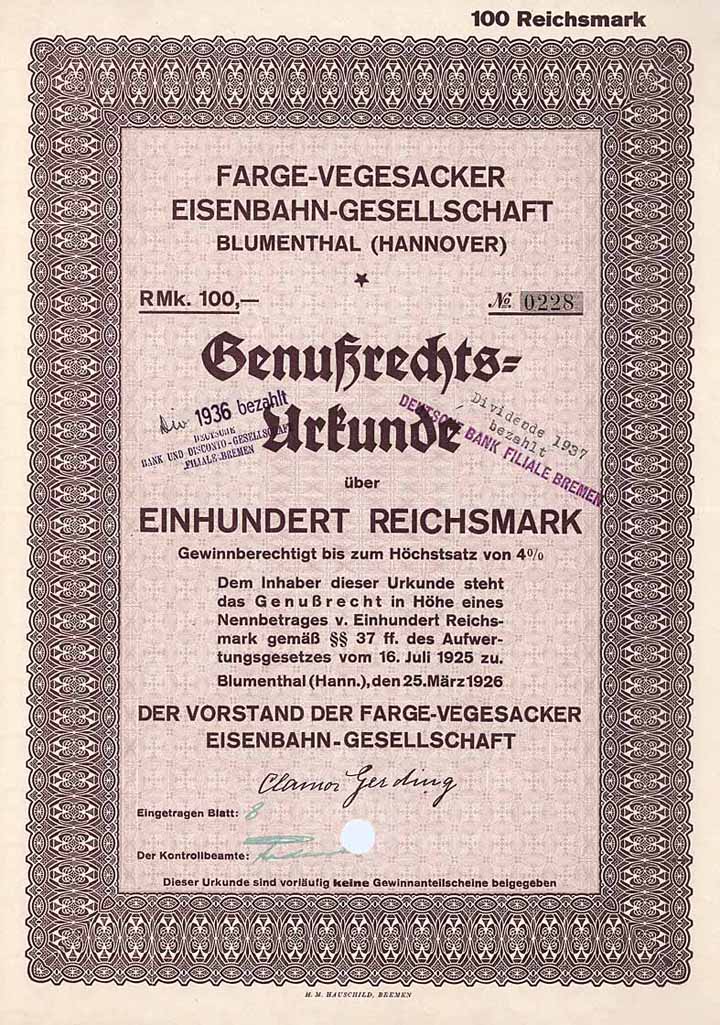 100 Reichsmark
FARGE-VEGESACKER
EISENBAHN-GESELLSCHAFT
BLUMENTHAL (HANNOVER)
RMk. 100,— No. 0228
Genußrechts-
Urkunde
Div 1936 bezahlt
DEUTSCHE
BANK UND DISCONTO-GESELLSCHAFT
FILIALE BREMEN
Dividende 1937
bezahlt
DEUTSCHE BANK FILIALE BREMEN
über
EINHUNDERT REICHSMARK
Gewinnberechtigt bis zum Höchstsatz von 4%
Dem Inhaber dieser Urkunde steht
das Genußrecht in Höhe eines
Nennbetrages v. Einhundert Reichs-
mark gemäß §§ 37 ff. des Aufwer-
tungsgesetzes vom 16. Juli 1925 zu.
Blumenthal (Hann.), den 25. März 1926
DER VORSTAND DER FARGE-VEGESACKER
EISENBAHN-GESELLSCHAFT
Clamor Gerding
Eingetragen Blatt: 8
Der Kontrollbeamte:
Dieser Urkunde sind vorläufig keine Gewinnanteilscheine beigegeben
H. M. HAUSCHILD, BREMEN